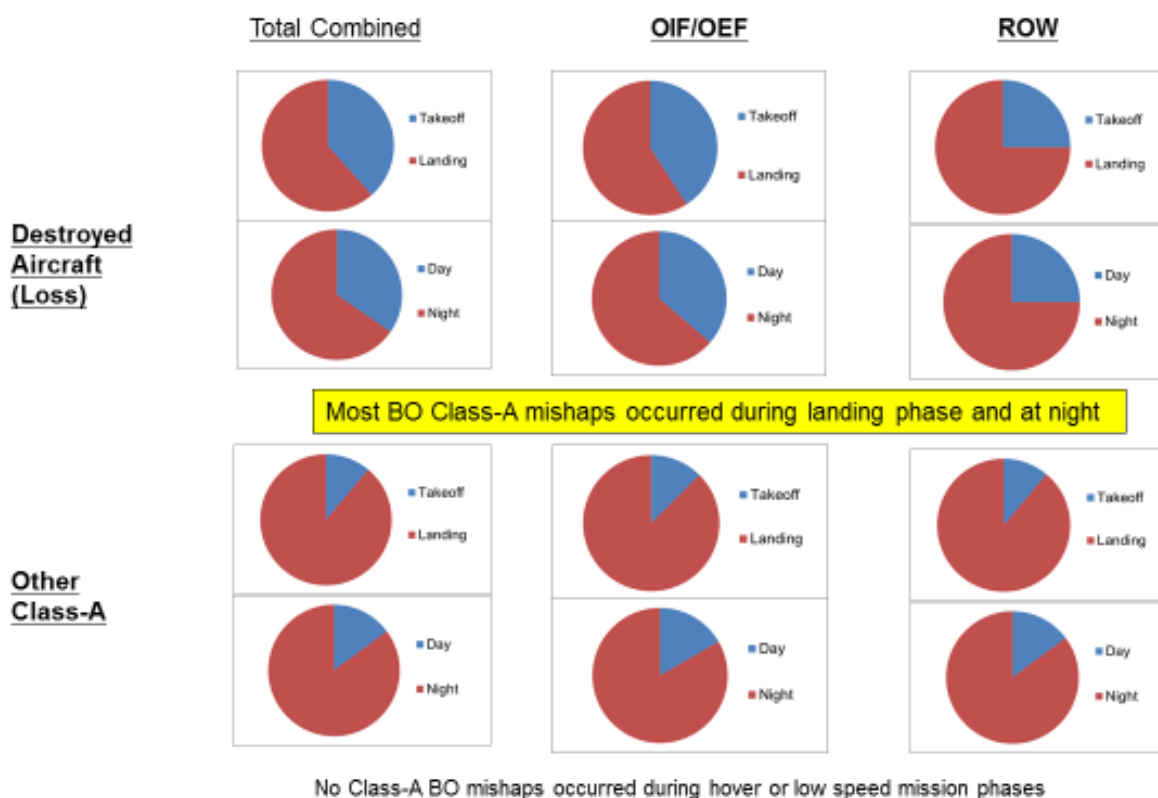 Total Combined
OIF/OEF
ROW
Destroyed
Aircraft
(Loss)
Takeoff
Landing
Takeoff
Landing
Takeoff
Landing
Day
Night
Day
Night
Day
Night
Most BO Class-A mishaps occurred during landing phase and at night
Other
Class-A
Takeoff
Landing
Takeoff
Landing
Takeoff
Landing
Day
Night
Day
Night
Day
Night
No Class-A BO mishaps occurred during hover or low speed mission phases